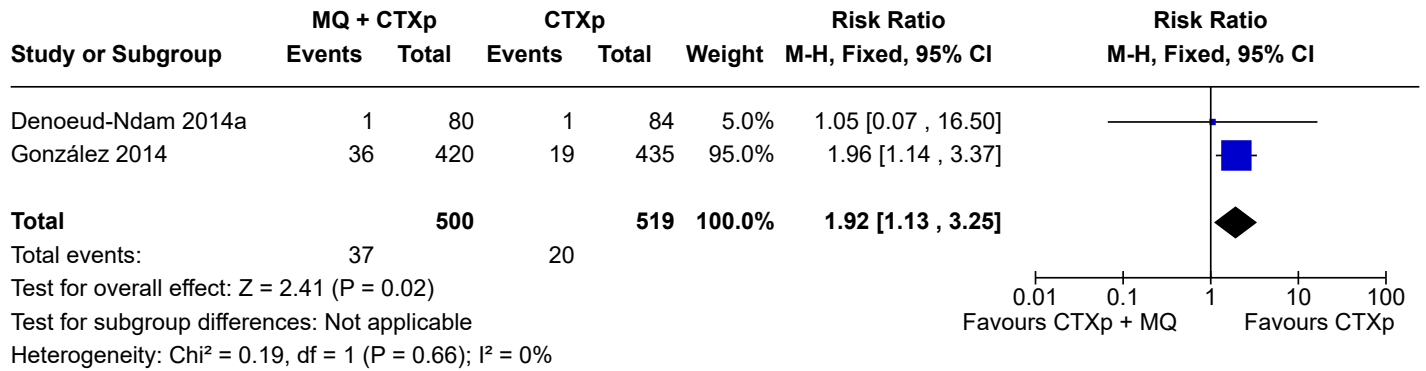 MQ + CTXp CTXp Risk Ratio Risk Ratio
Study or Subgroup Events Total Events Total Weight M-H, Fixed, 95% CI M-H, Fixed, 95% CI
Denoeud-Ndam 2014a 1 80 1 84 5.0% 1.05 [0.07 , 16.50]
González 2014 36 420 19 435 95.0% 1.96 [1.14 , 3.37]
Total 500 519 100.0% 1.92 [1.13 , 3.25]
Total events: 37 20
Test for overall effect: Z = 2.41 (P = 0.02) 0.01 0.1 1 10 100
Test for subgroup differences: Not applicable Favours CTXp + MQ Favours CTXp
Heterogeneity: Chi² = 0.19, df = 1 (P = 0.66); I² = 0%